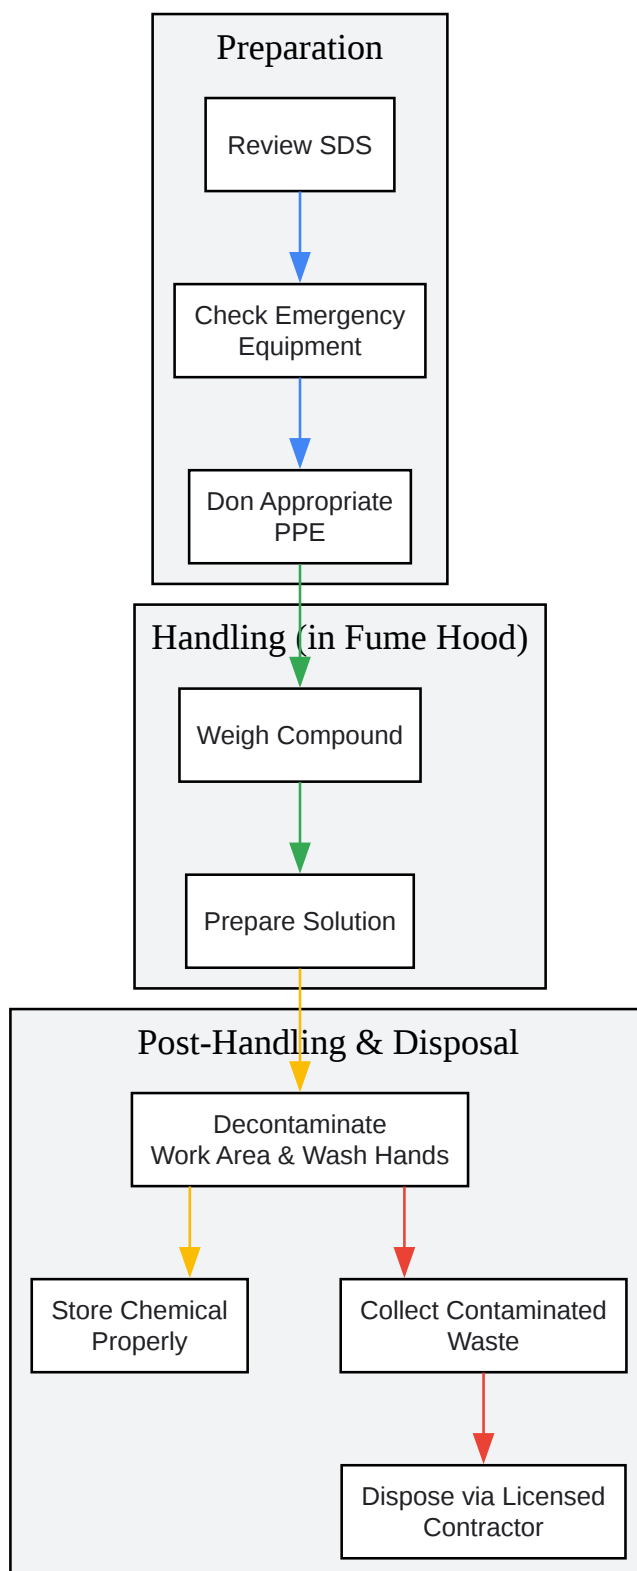 Preparation
Review SDS
Check Emergency
Equipment
Don Appropriate
PPE
Handling (in Fume Hood)
Weigh Compound
Prepare Solution
Post-Handling & Disposal
Decontaminate
Work Area & Wash Hands
Store Chemical
Properly
Collect Contaminated
Waste
Dispose via Licensed
Contractor